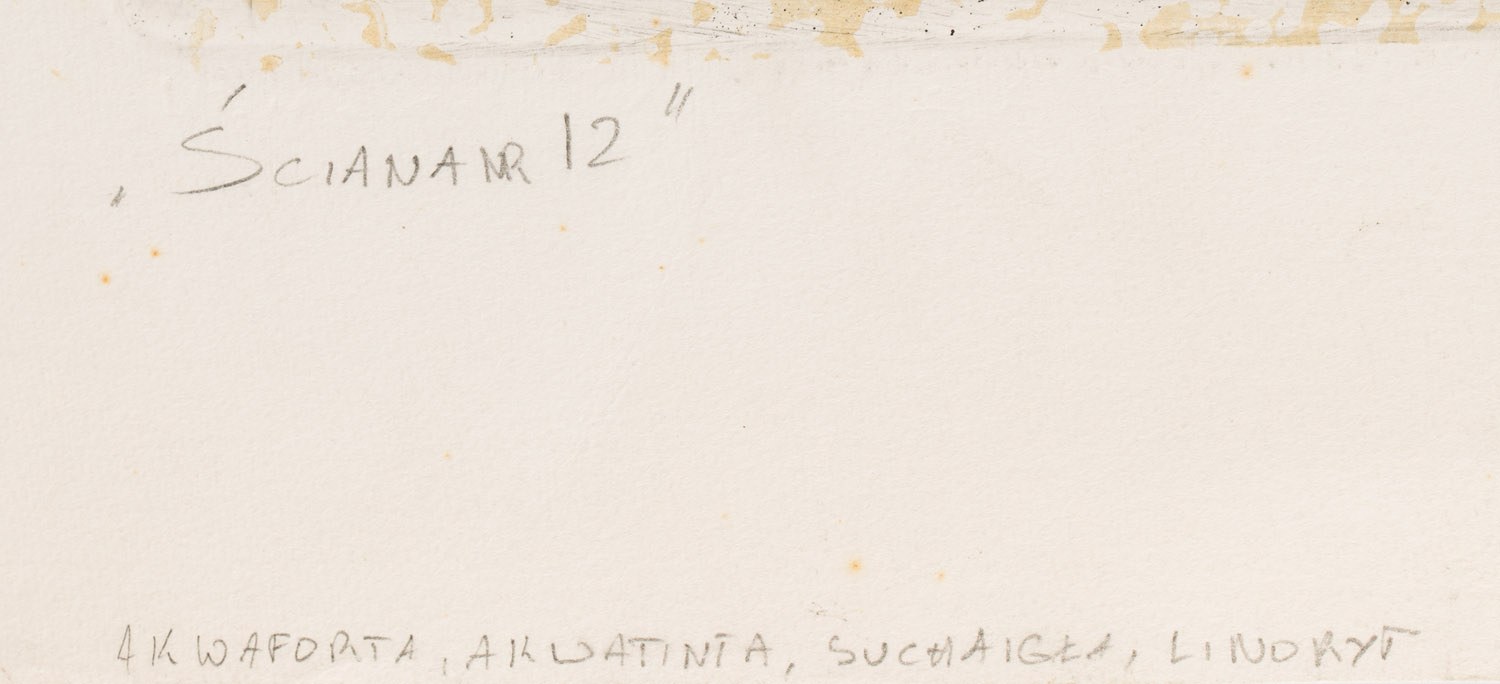 „ŚCIANA NR 12"
AKWAFORTA, AKWATINTA, SUCHA IGŁA, LINORYT